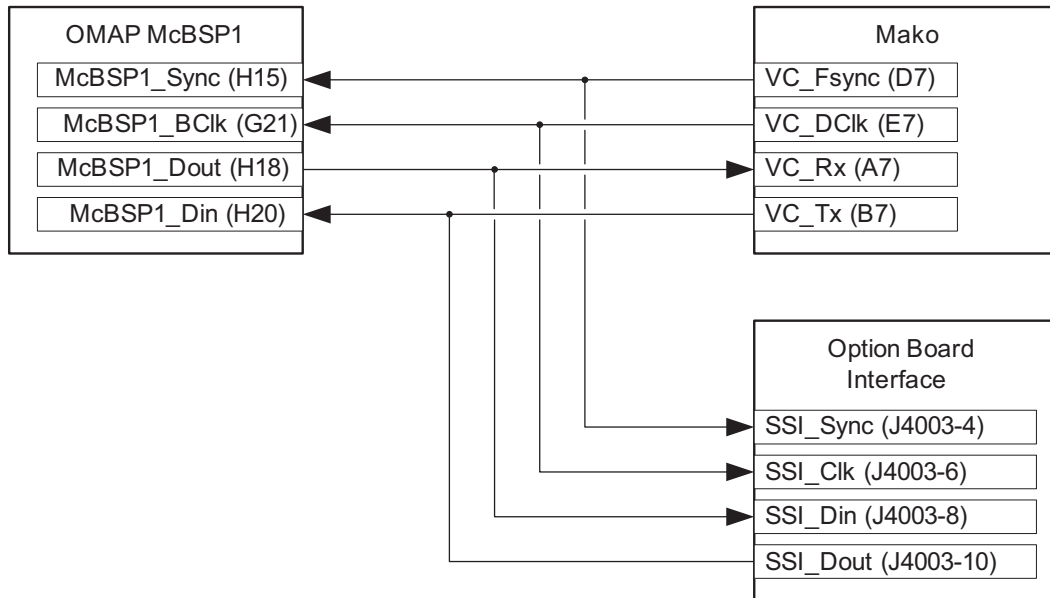 OMAP McBSP1
McBSP1_Sync (H15)
McBSP1_BClk (G21)
McBSP1_Dout (H18)
McBSP1_Din (H20)
Mako
VC_Fsync (D7)
VC_DClk (E7)
VC_Rx (A7)
VC_Tx (B7)
Option Board
Interface
SSI_Sync (J4003-4)
SSI_Clk (J4003-6)
SSI_Din (J4003-8)
SSI_Dout (J4003-10)